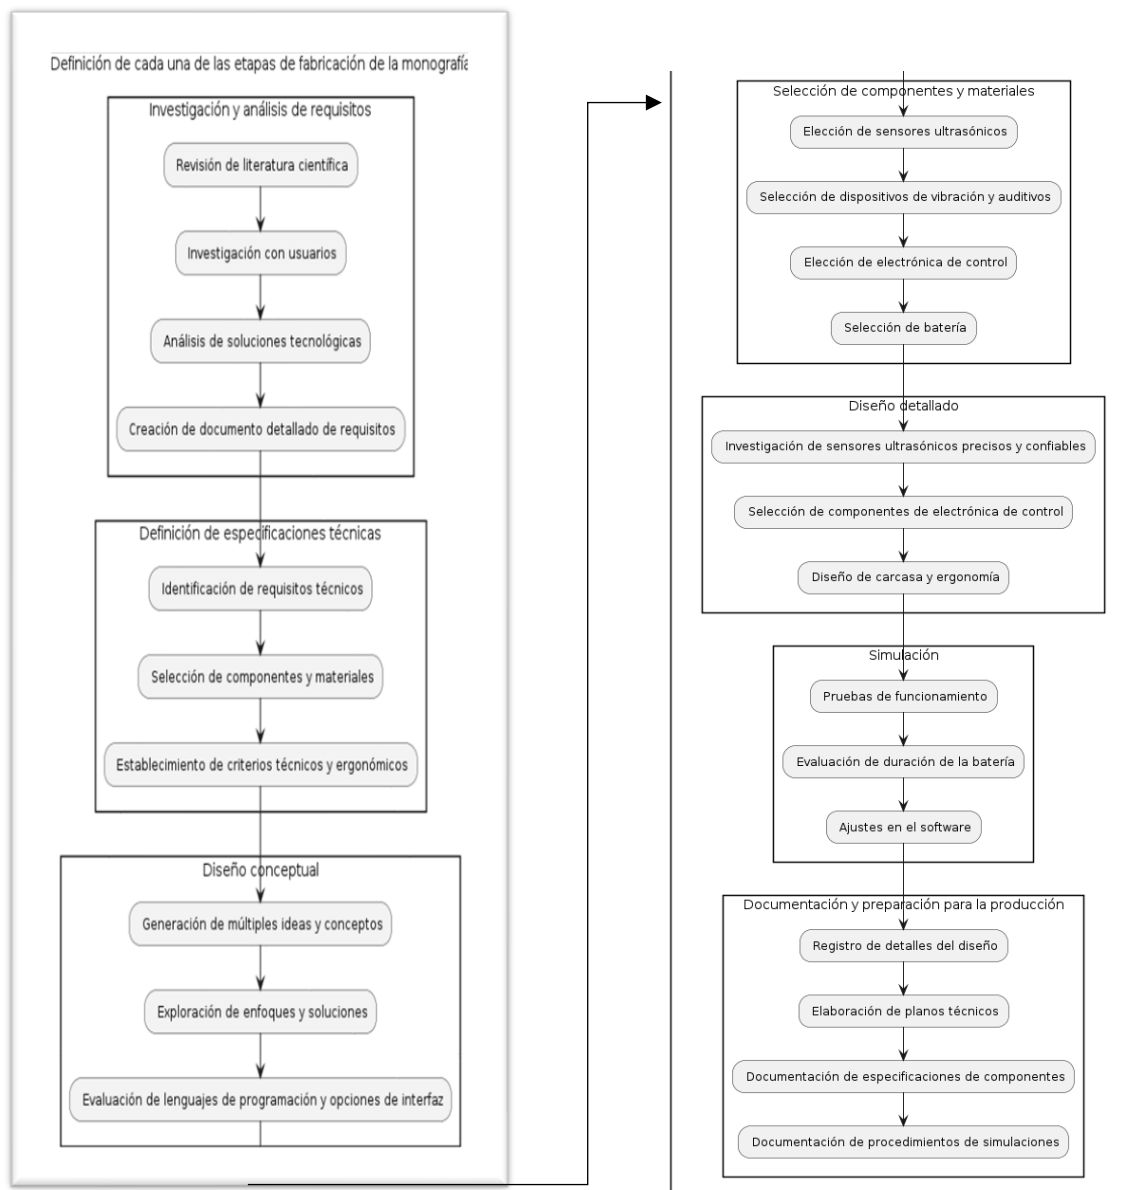 Definición de cada una de las etapas de fabricación de la monografía
Investigación y análisis de requisitos
Revisión de literatura científica
Investigación con usuarios
Análisis de soluciones tecnológicas
Creación de documento detallado de requisitos
Definición de especificaciones técnicas
Identificación de requisitos técnicos
Selección de componentes y materiales
Establecimiento de criterios técnicos y ergonómicos
Diseño conceptual
Generación de múltiples ideas y conceptos
Exploración de enfoques y soluciones
Evaluación de lenguajes de programación y opciones de interfaz
Selección de componentes y materiales
Elección de sensores ultrasónicos
Selección de dispositivos de vibración y auditivos
Elección de electrónica de control
Selección de batería
Diseño detallado
Investigación de sensores ultrasónicos precisos y confiables
Selección de componentes de electrónica de control
Diseño de carcasa y ergonomía
Simulación
Pruebas de funcionamiento
Evaluación de duración de la batería
Ajustes en el software
Documentación y preparación para la producción
Registro de detalles del diseño
Elaboración de planos técnicos
Documentación de especificaciones de componentes
Documentación de procedimientos de simulaciones